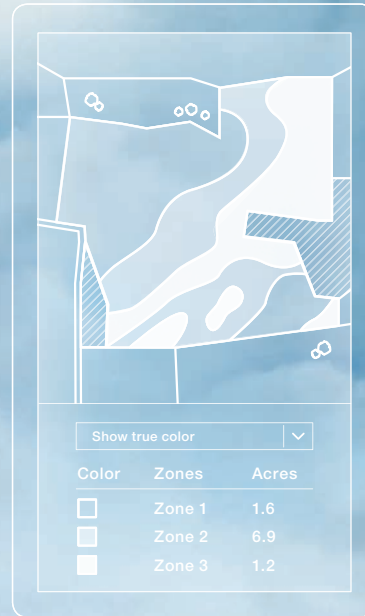 Show true color
Color Zones Acres
Zone 1 1.6
Zone 2 6.9
Zone 3 1.2